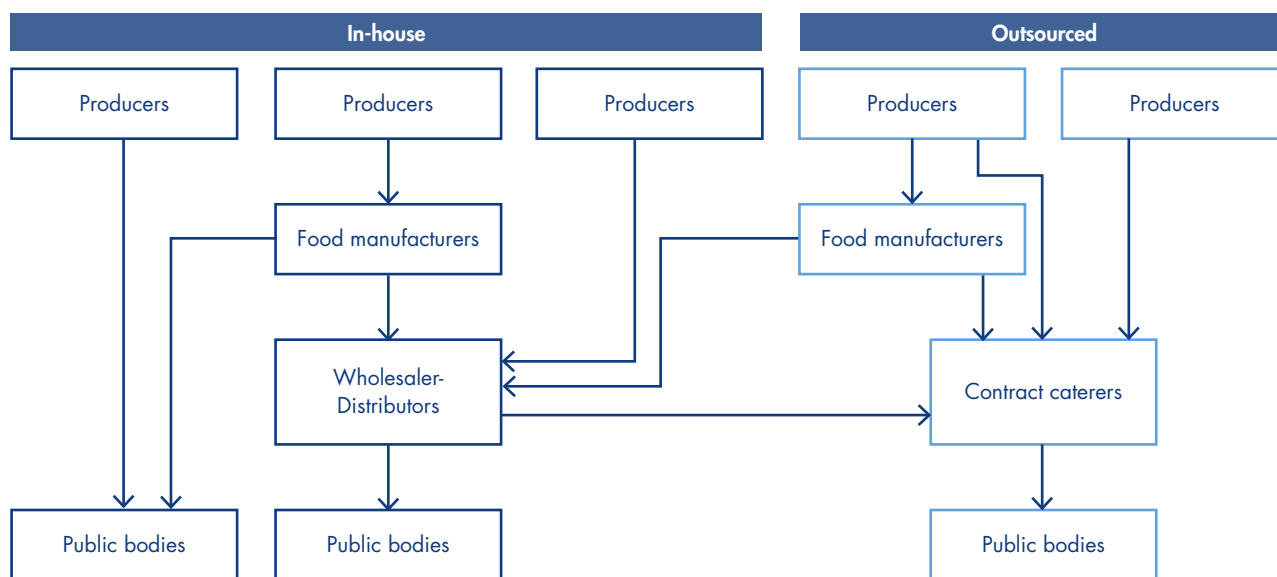 In-house
Outsourced
Producers
Producers
Producers
Producers
Producers
Food manufacturers
Food manufacturers
Wholesaler-
Distributors
Contract caterers
Public bodies
Public bodies
Public bodies